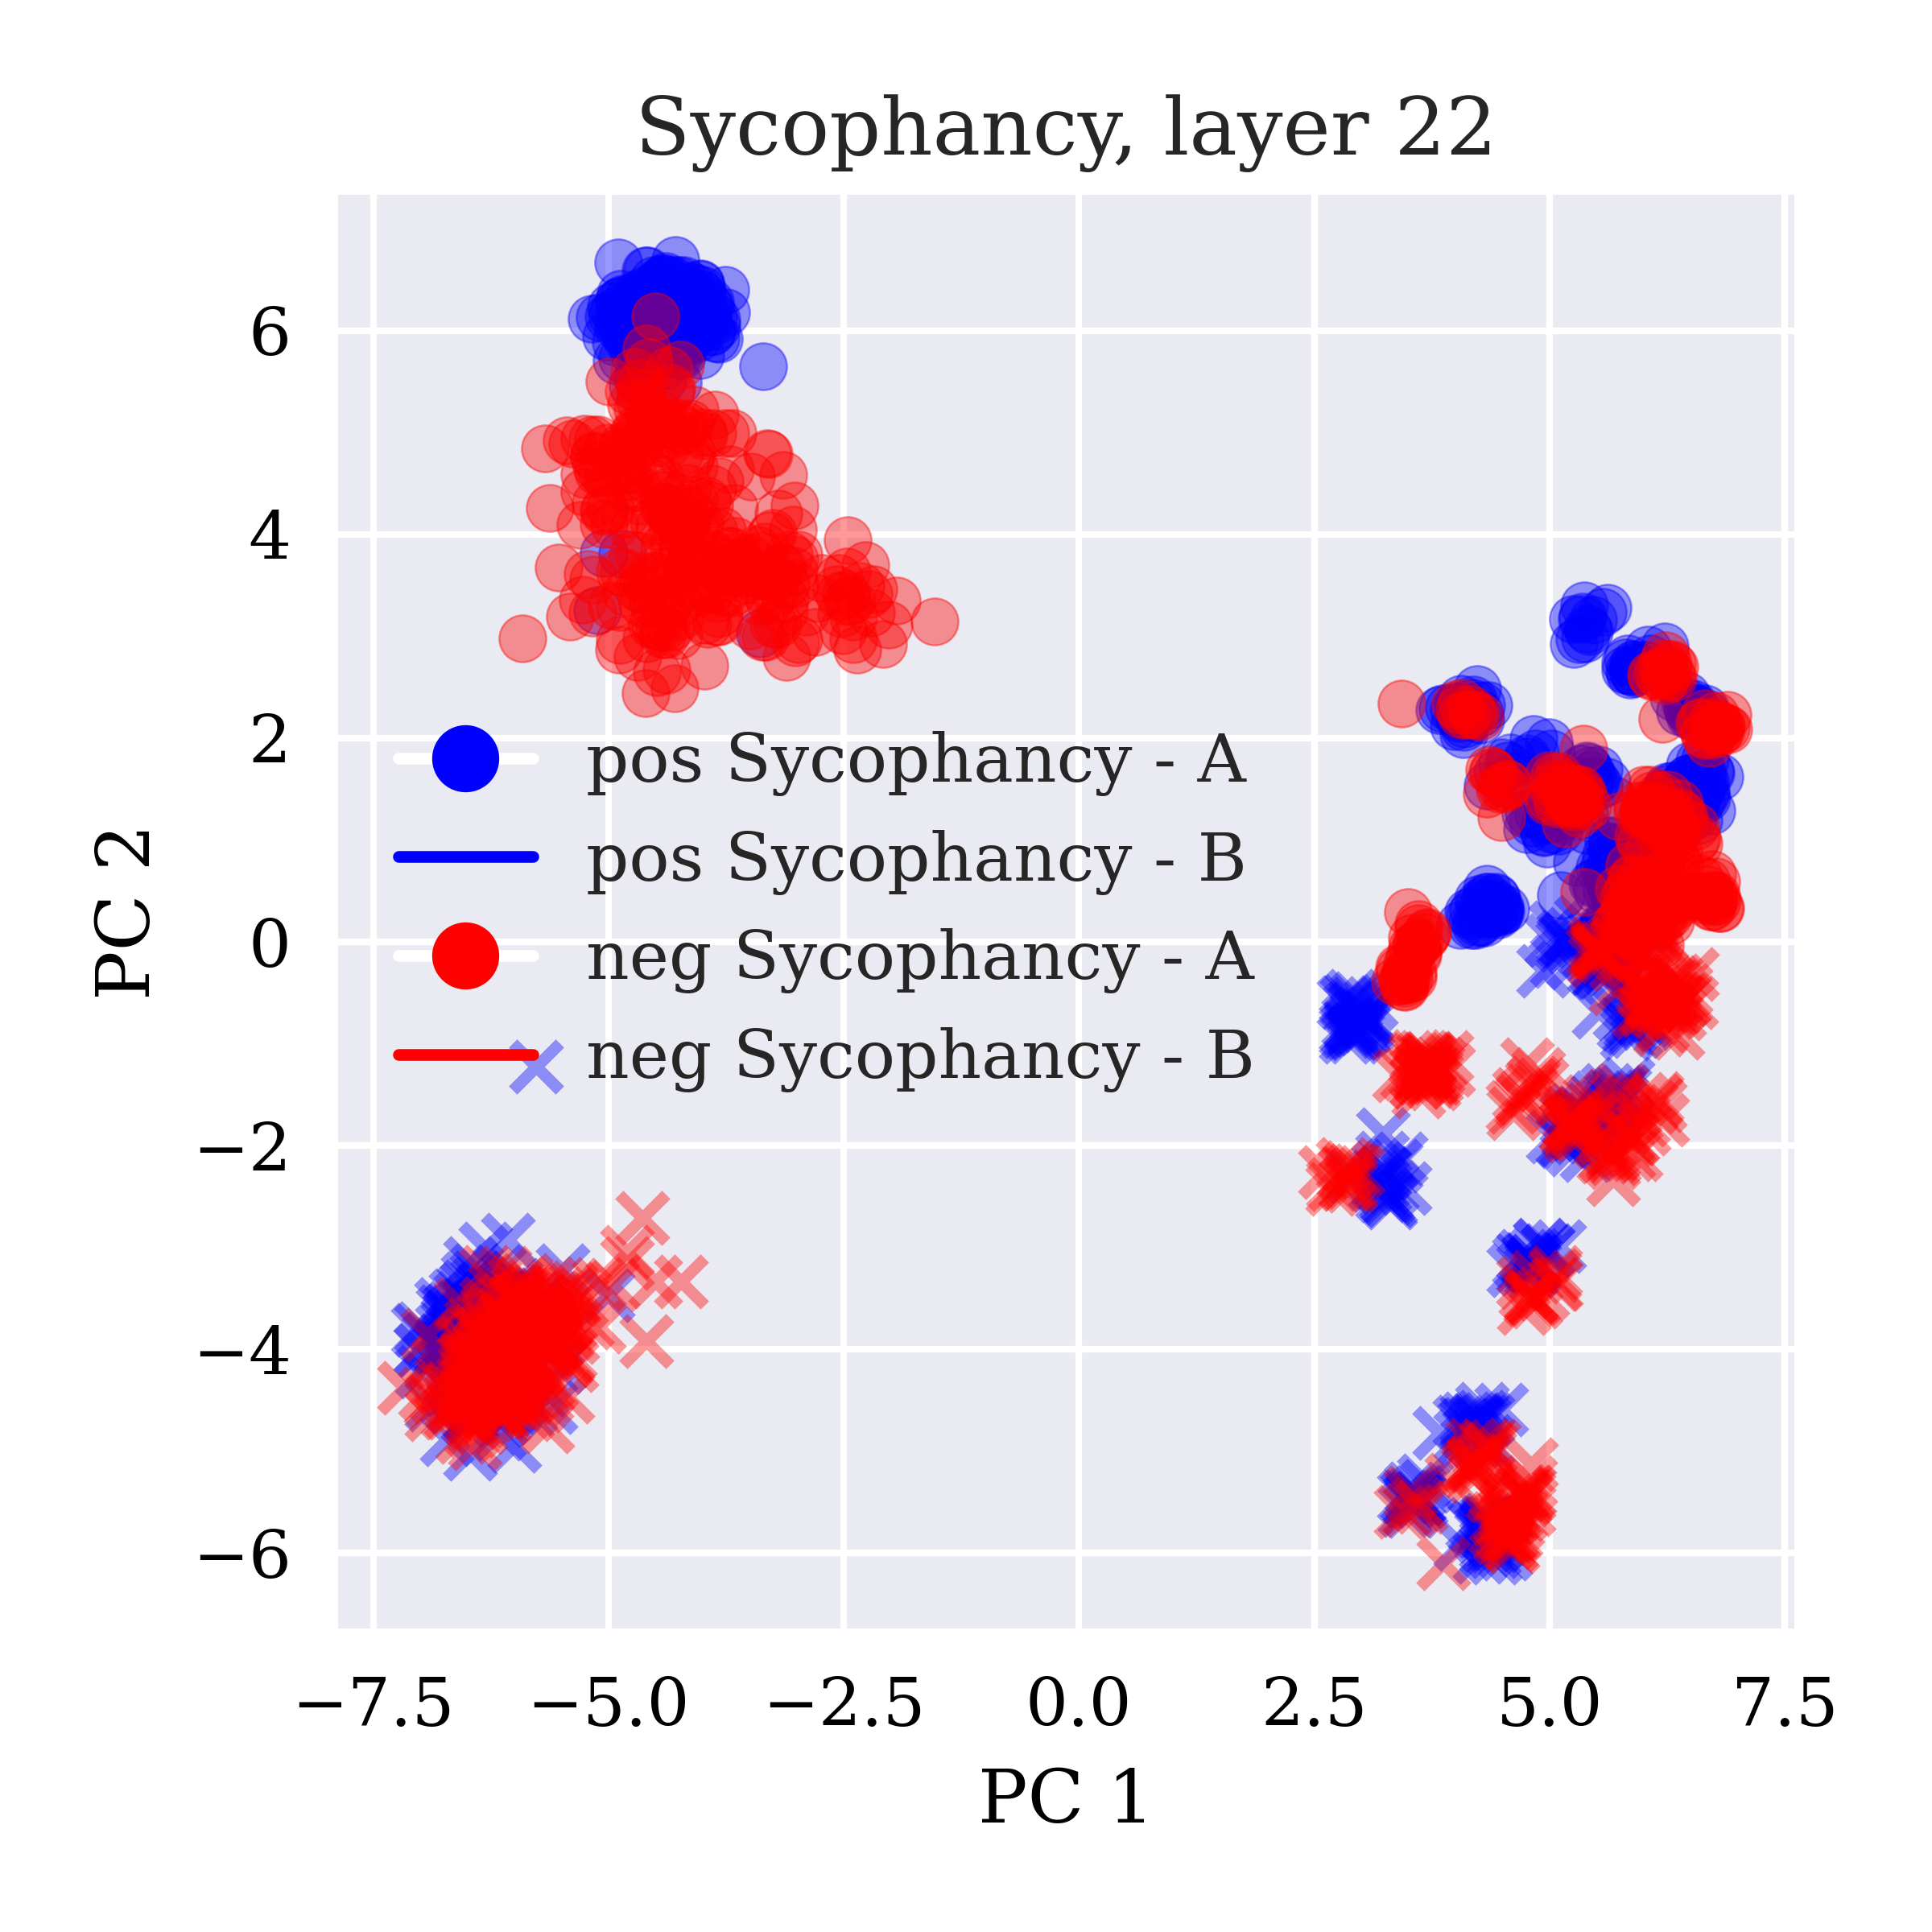 Sycophancy, layer 22
6
4
2
0
−2
−4
−6
PC 2
pos Sycophancy - A
pos Sycophancy - B
neg Sycophancy - A
neg Sycophancy - B
−7.5 −5.0 −2.5 0.0 2.5 5.0 7.5
PC 1